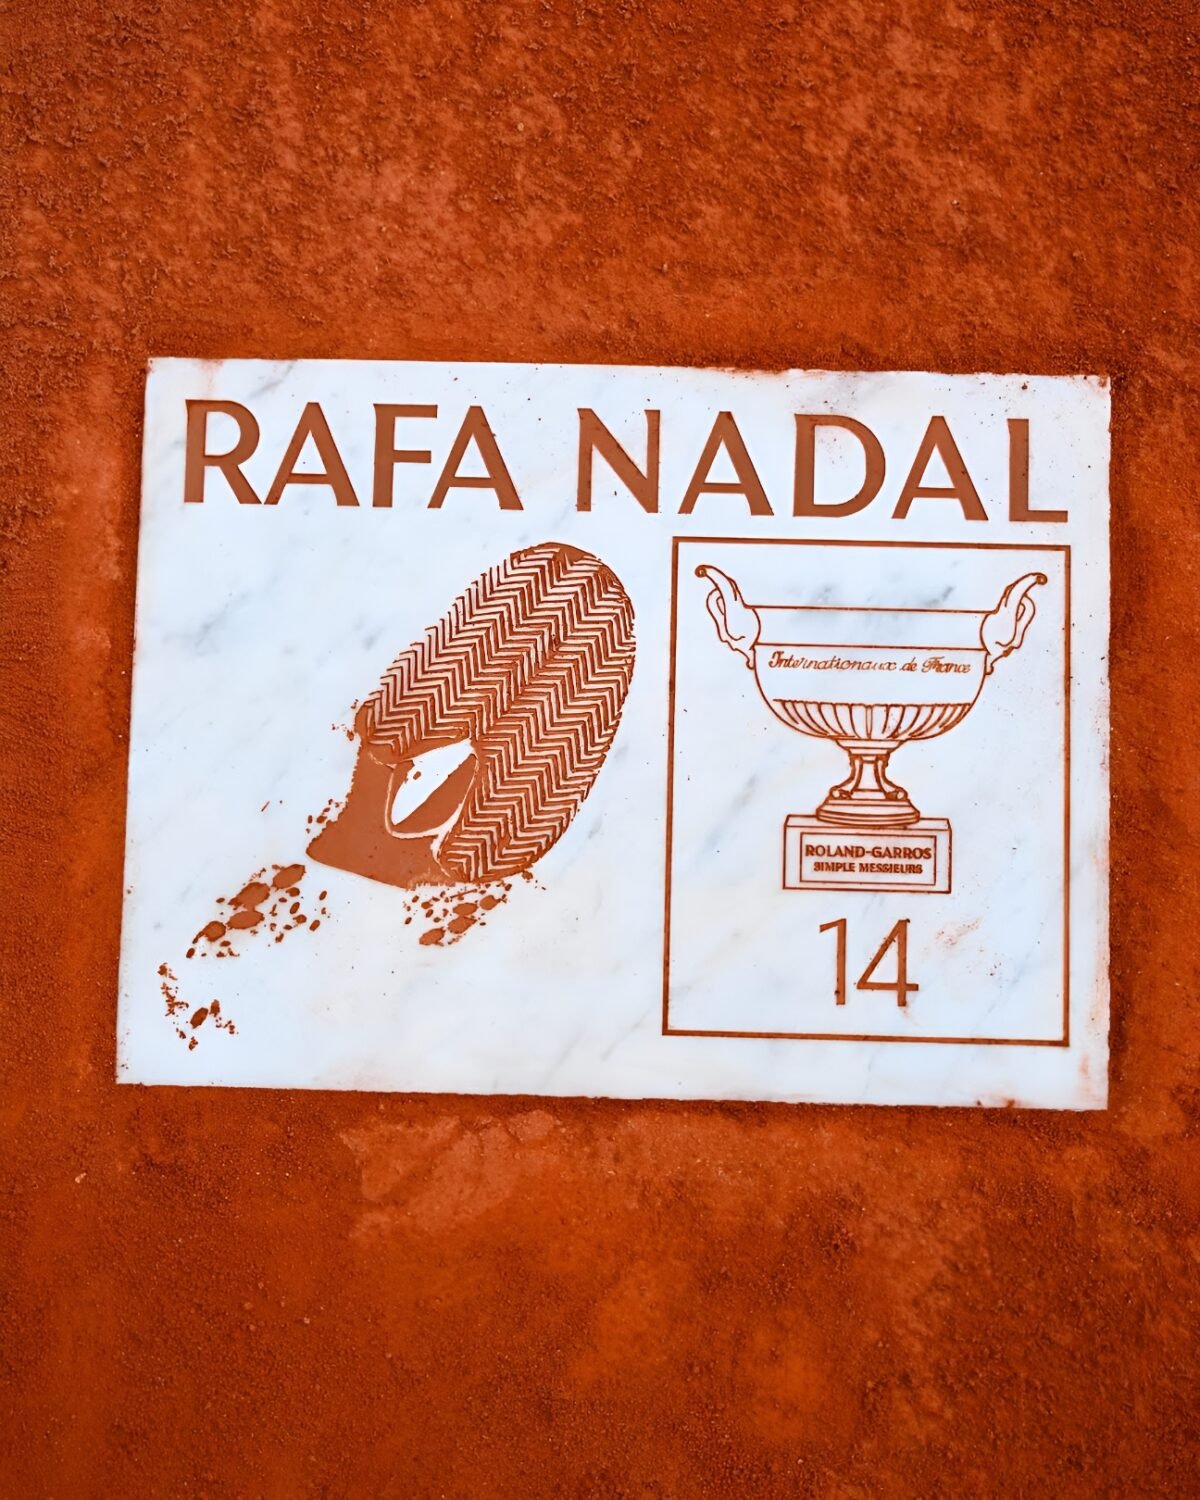 RAFA NADAL
Internationaux de France
ROLAND-GARROS
SIMPLE MESSIEURS
14